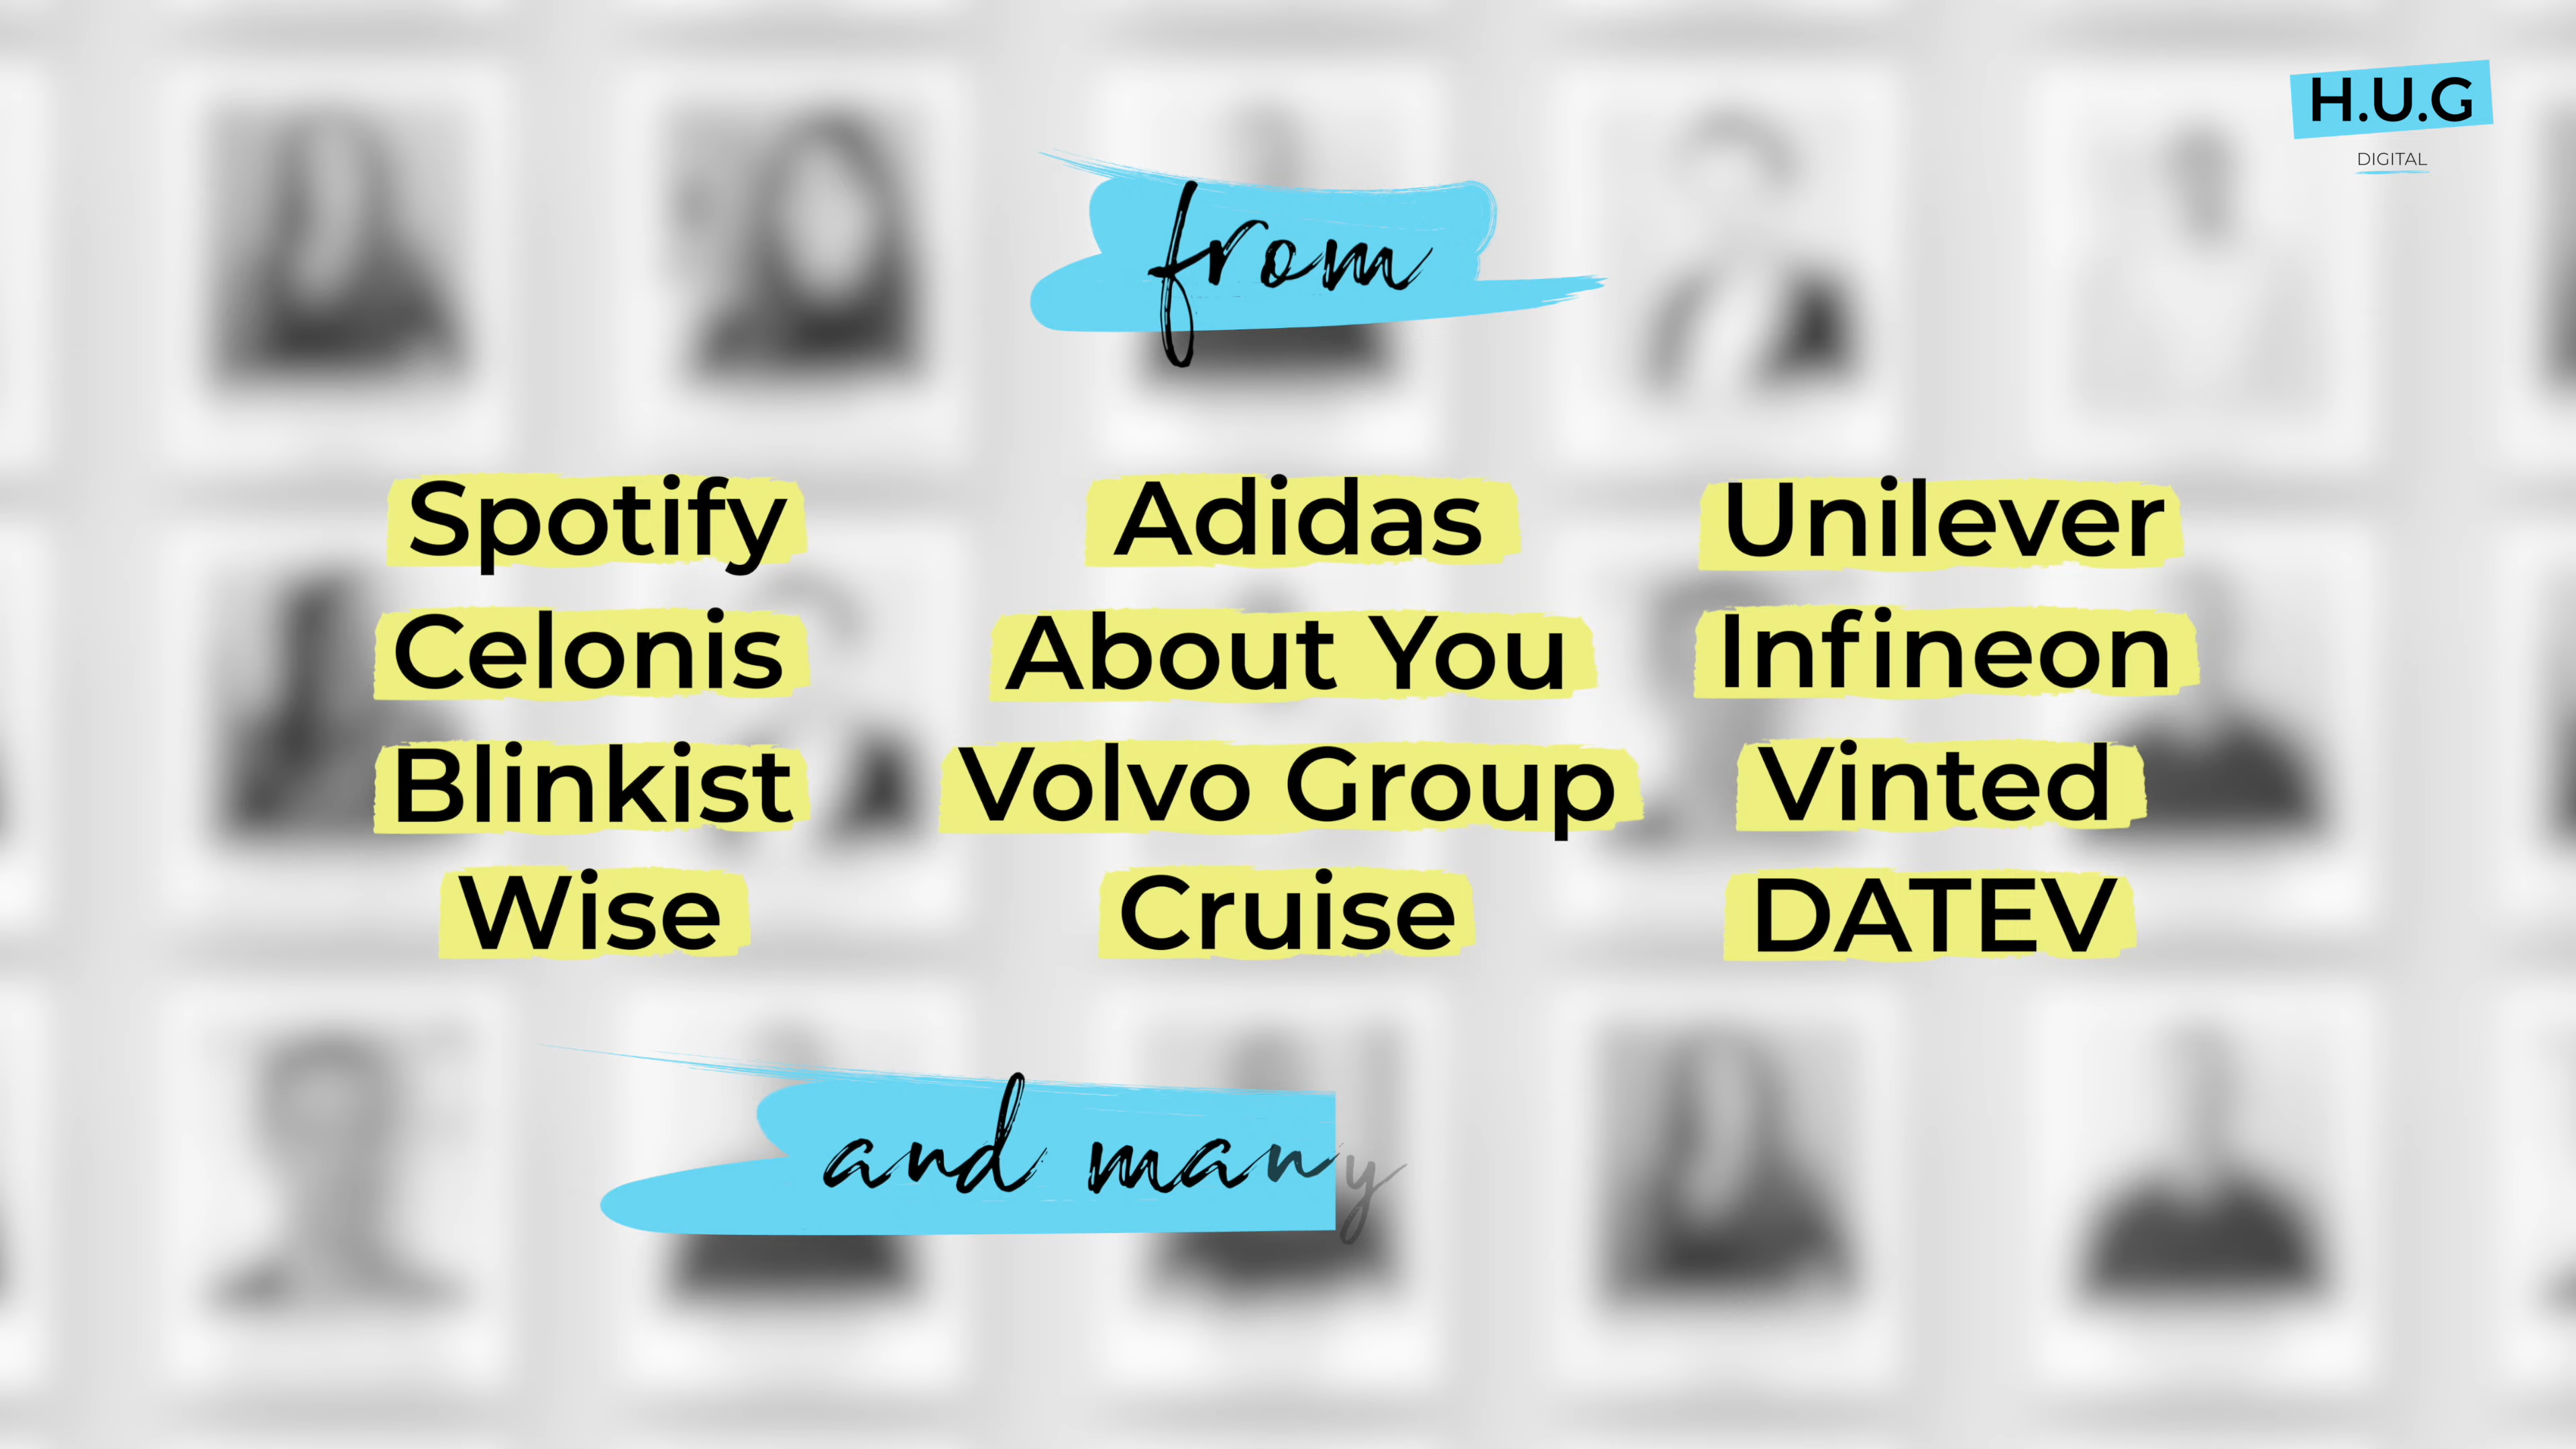 H.U.G
DIGITAL
from
Spotify Adidas Unilever
Celonis About You Infineon
Blinkist Volvo Group Vinted
Wise Cruise DATEV
and many